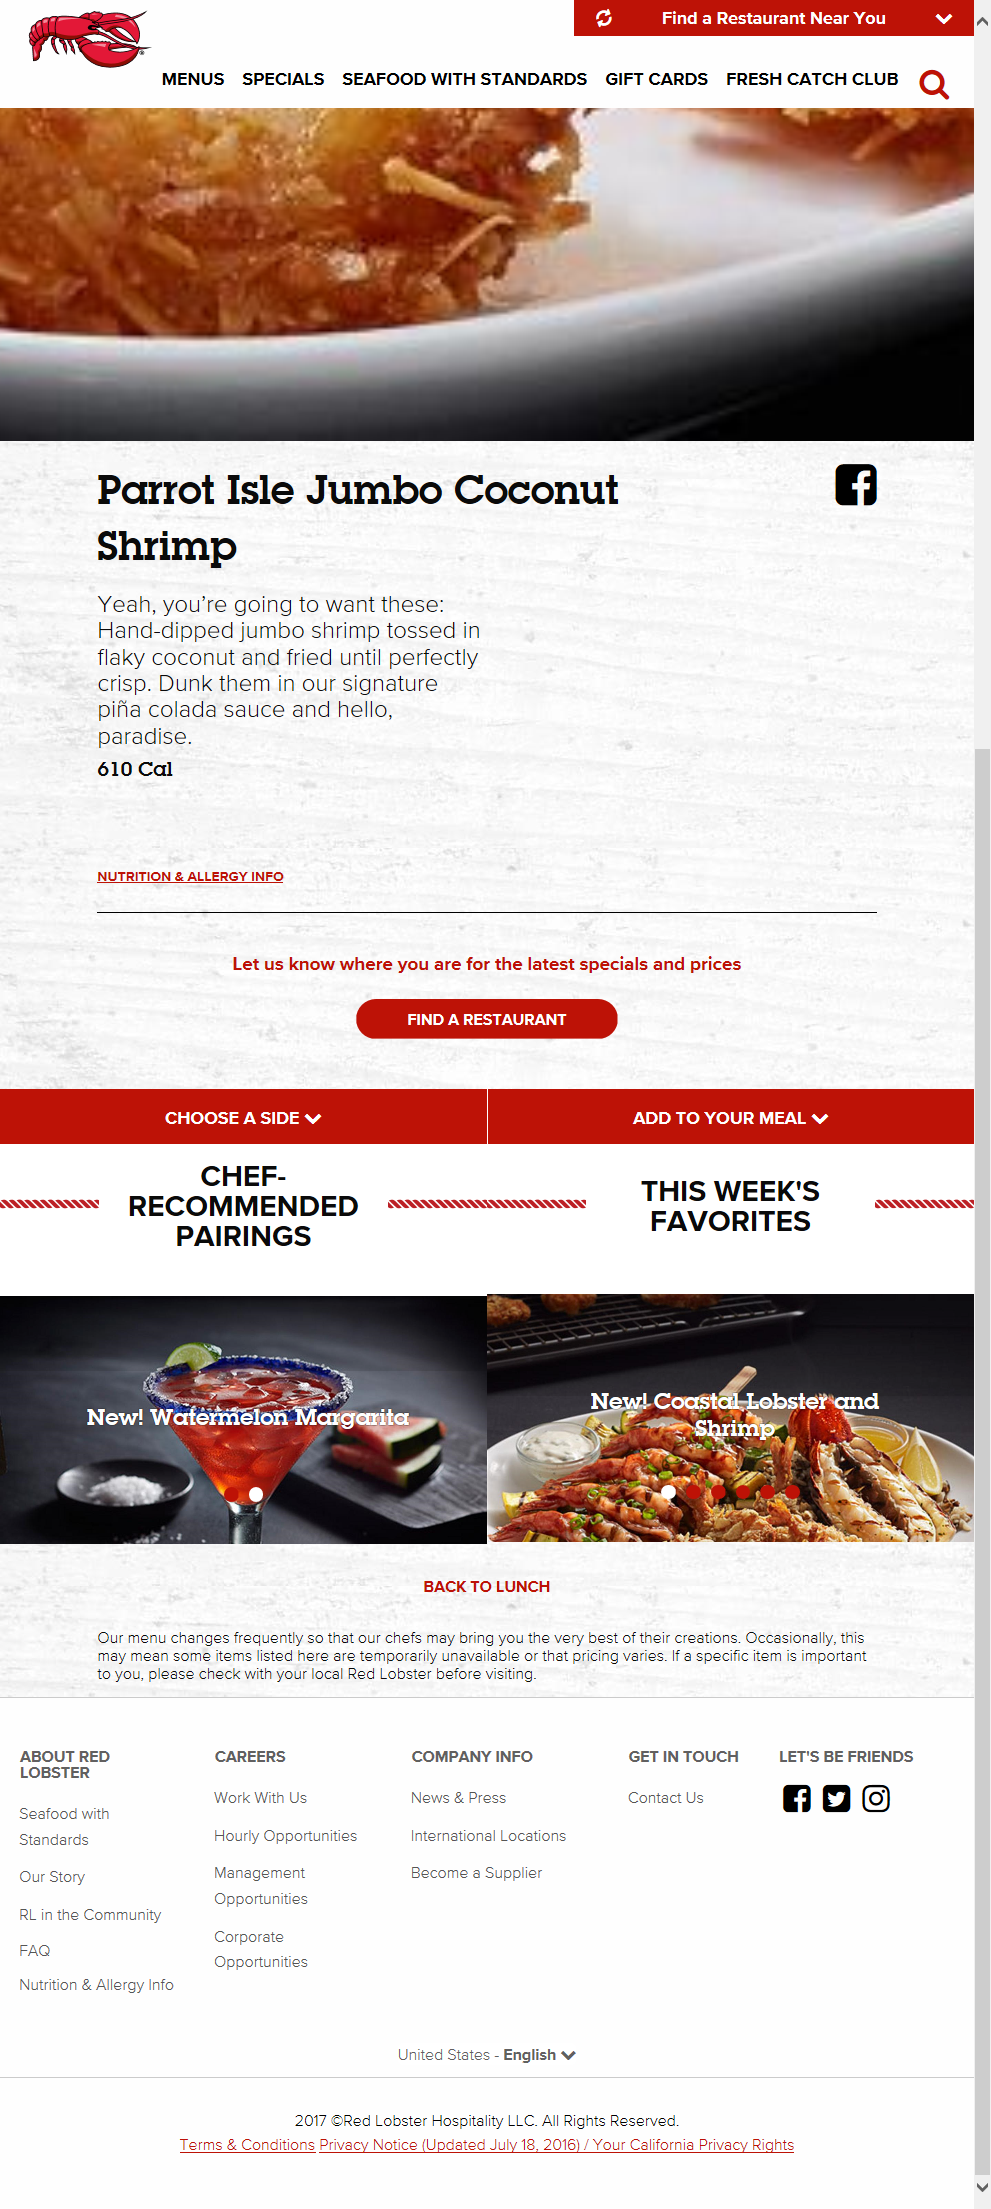 Find a Restaurant Near You
MENUS SPECIALS SEAFOOD WITH STANDARDS GIFT CARDS FRESH CATCH CLUB
Parrot Isle Jumbo Coconut
Shrimp
Yeah, you're going to want these:
Hand-dipped jumbo shrimp tossed in
flaky coconut and fried until perfectly
crisp. Dunk them in our signature
piña colada sauce and hello,
paradise.
610 Cal
NUTRITION & ALLERGY INFO
Let us know where you are for the latest specials and prices
FIND A RESTAURANT
CHOOSE A SIDE
ADD TO YOUR MEAL
CHEF-
RECOMMENDED
PAIRINGS
THIS WEEK'S
FAVORITES
New! Watermelon Margarita
New! Coastal Lobster and
Shrimp
BACK TO LUNCH
Our menu changes frequently so that our chefs may bring you the very best of their creations. Occasionally, this
may mean some items listed here are temporarily unavailable or that pricing varies. If a specific item is important
to you, please check with your local Red Lobster before visiting.
ABOUT RED
LOBSTER
Seafood with
Standards
Our Story
RL in the Community
FAQ
Nutrition & Allergy Info
CAREERS
Work With Us
Hourly Opportunities
Management
Opportunities
Corporate
Opportunities
COMPANY INFO
News & Press
International Locations
Become a Supplier
GET IN TOUCH
Contact Us
LET'S BE FRIENDS
United States - English
2017 ©Red Lobster Hospitality LLC. All Rights Reserved.
Terms & Conditions Privacy Notice (Updated July 18, 2016) / Your California Privacy Rights